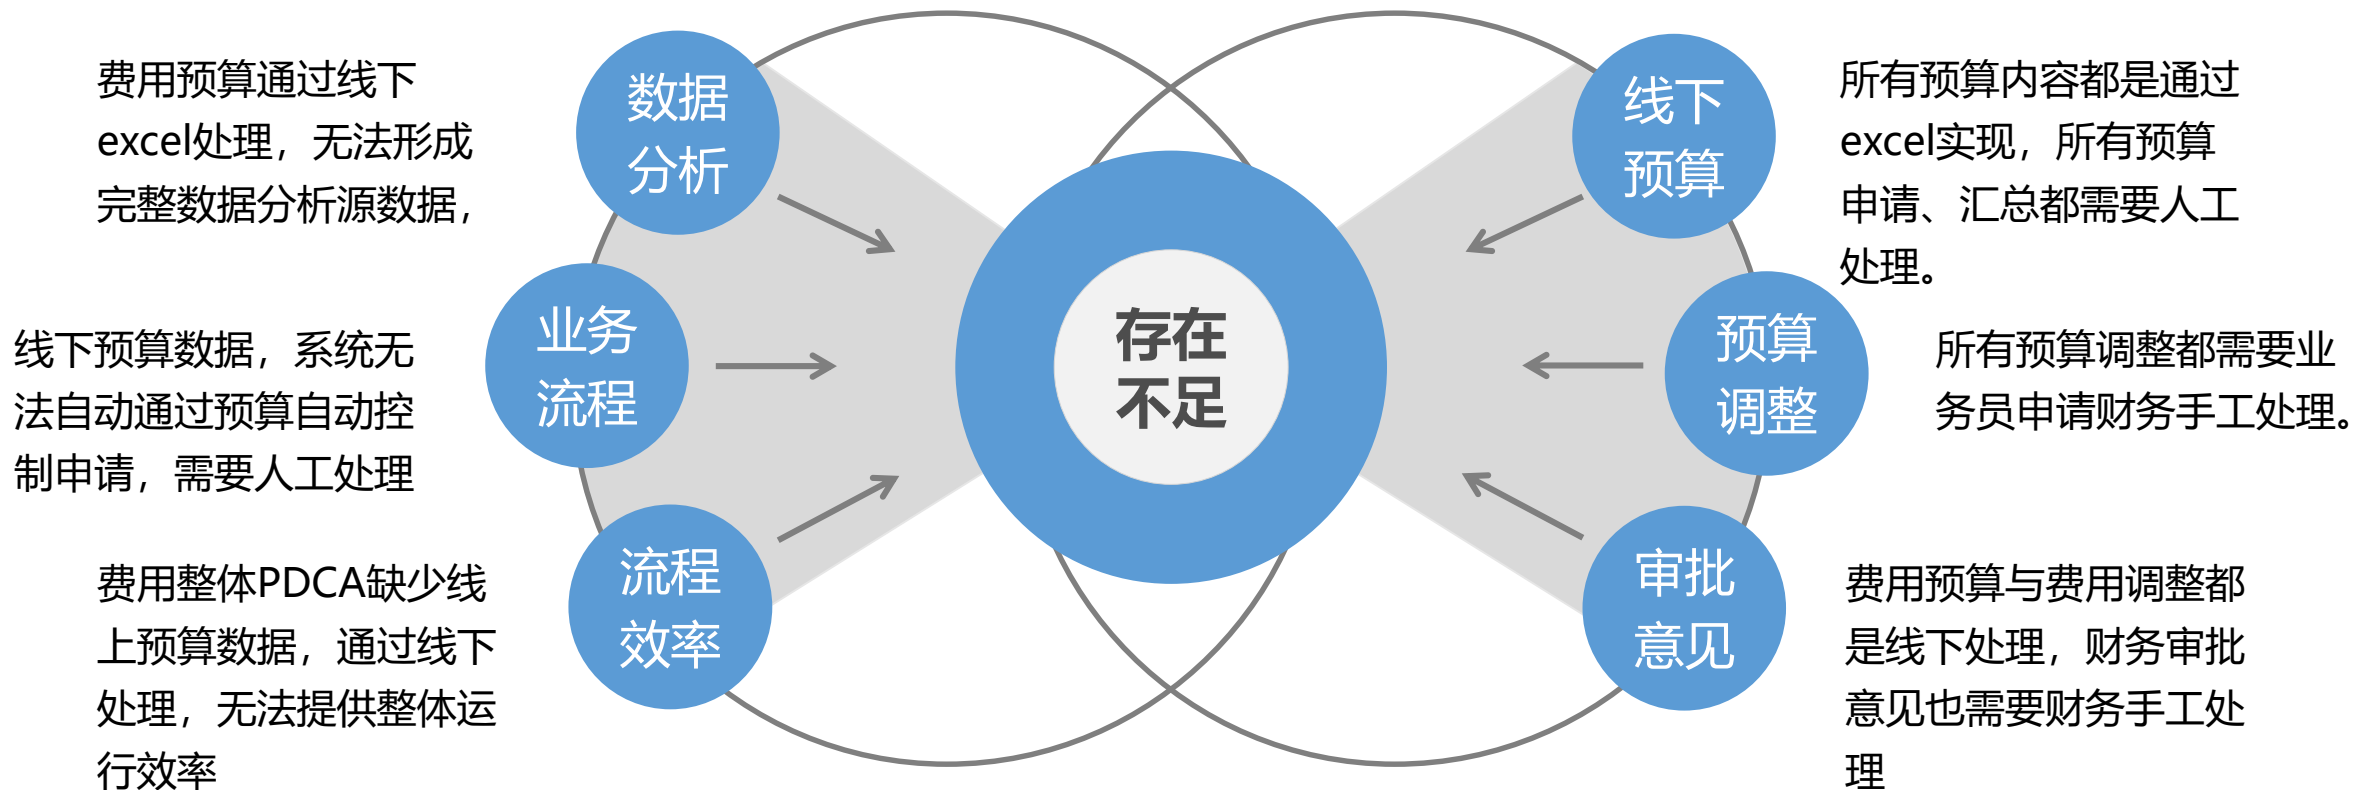 费用预算通过线下
excel处理，无法形成
完整数据分析源数据，
数据
分析
线下预算数据，系统无
法自动通过预算自动控
制申请，需要人工处理
业务
流程
费用整体PDCA缺少线
上预算数据，通过线下
处理，无法提供整体运
行效率
流程
效率
存在
不足
线下
预算
所有预算内容都是通过
excel实现，所有预算
申请、汇总都需要人工
处理。
预算
调整
所有预算调整都需要业
务员申请财务手工处理。
审批
意见
费用预算与费用调整都
是线下处理，财务审批
意见也需要财务手工处
理